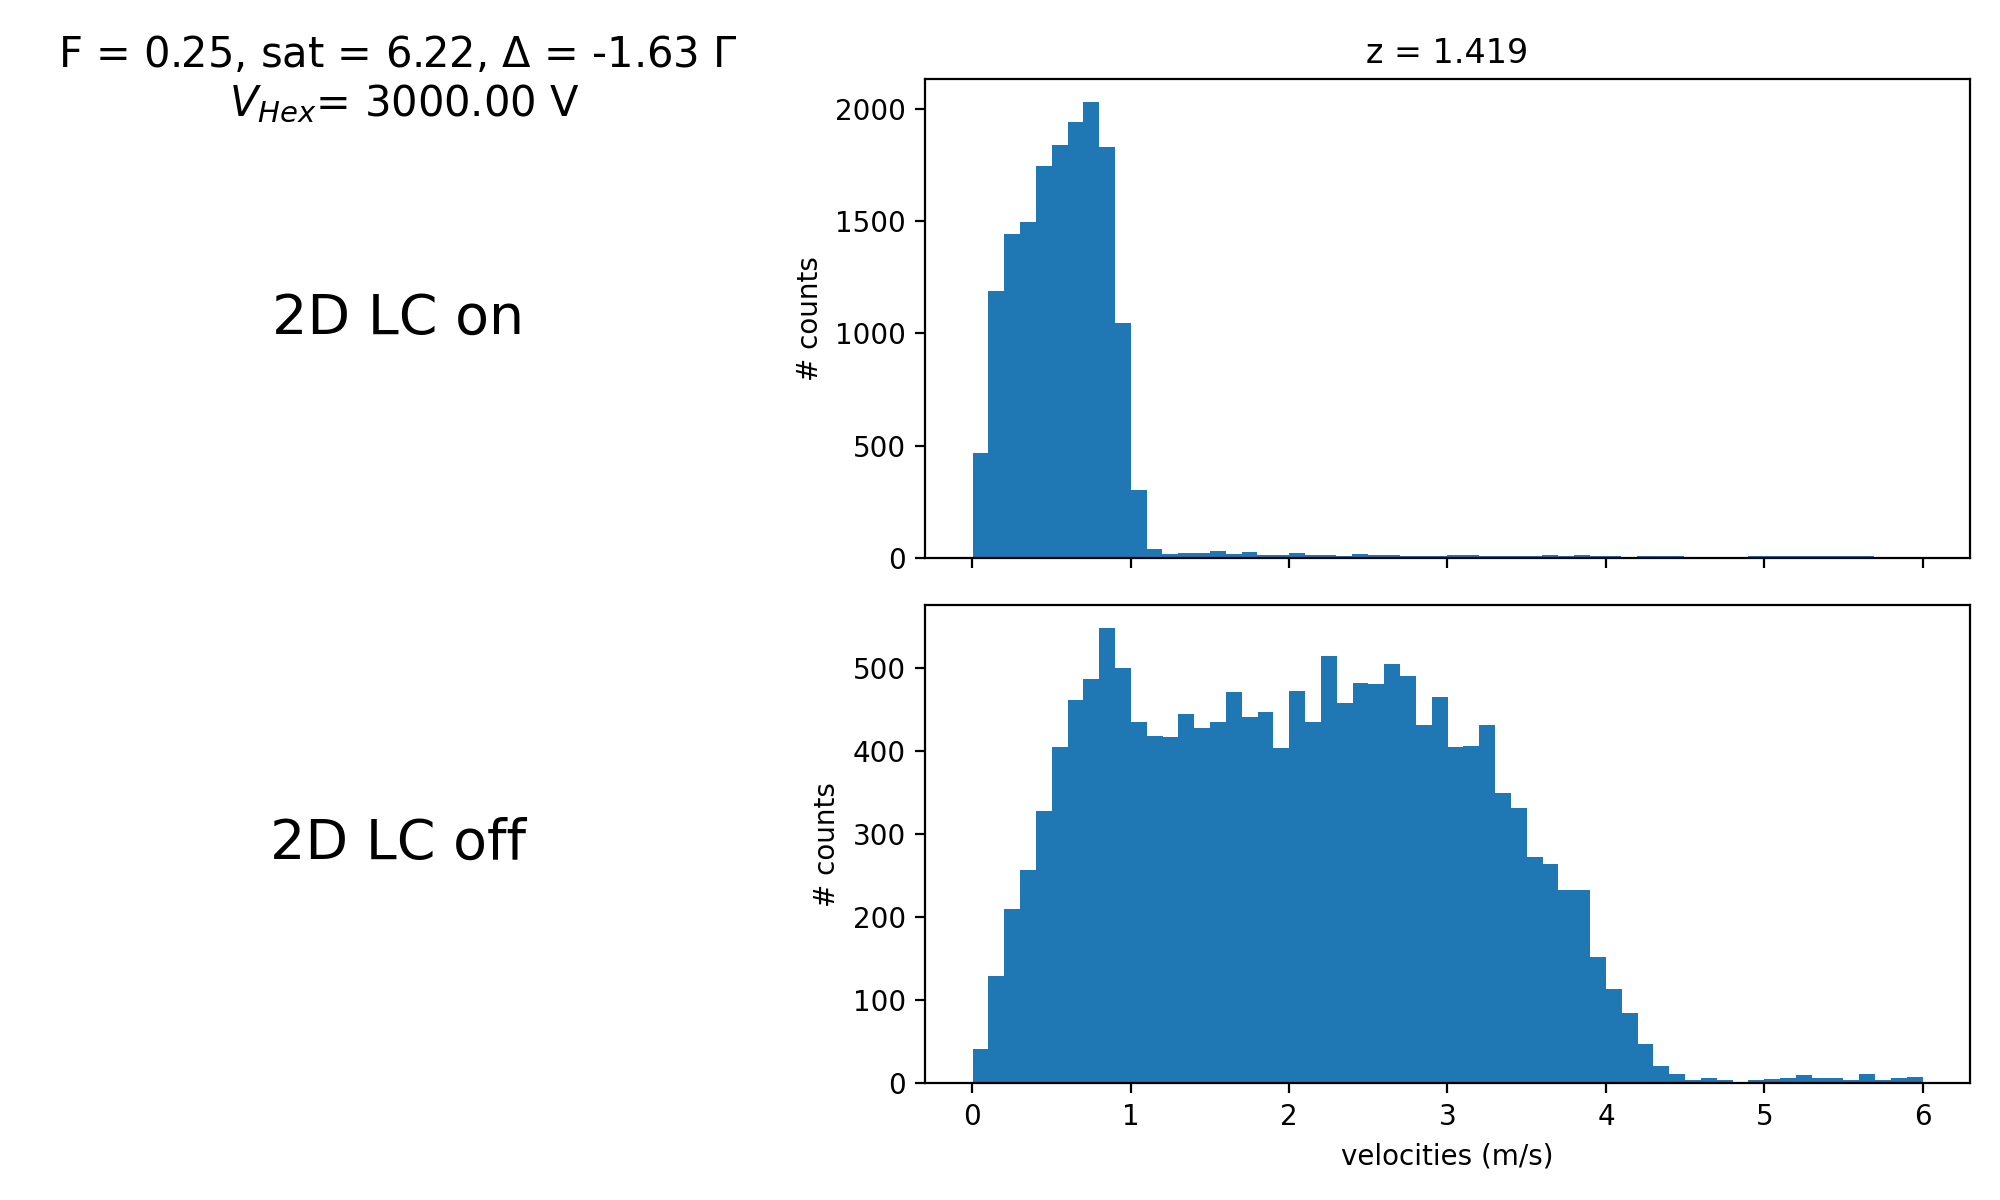 F = 0.25, sat = 6.22, Δ = -1.63 Γ
V_Hex= 3000.00 V
z = 1.419
2D LC on
# counts
2000
1500
1000
500
0
2D LC off
# counts
500
400
300
200
100
0
0 1 2 3 4 5 6
velocities (m/s)